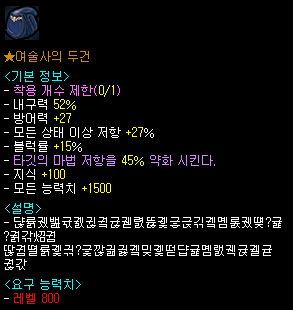 ★여술사의 두건
<기본 정보>
- 착용 개수 제한(0/1)
- 내구력 52%
- 방어력 +27
- 모든 상태 이상 저항 +27%
- 블럭률 +15%
- 타깃의 마법 저항을 45% 약화 시킨다.
- 지식 +100
- 모든 능력치 +1500
<설명>
<요구 능력치>
- 레벨 800